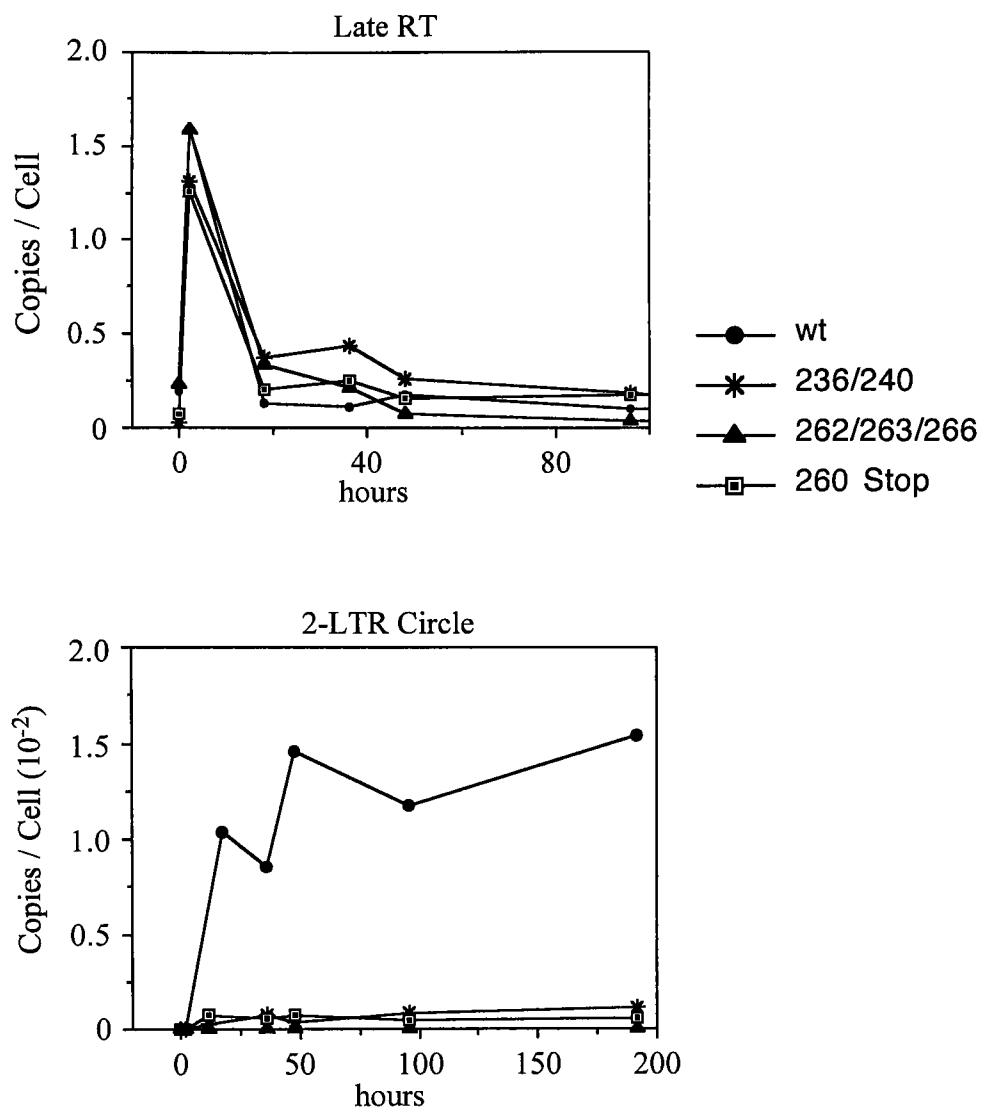 Late RT
2.0
1.5
1.0
0.5
0
Copies / Cell
0 40 80
hours
wt
236/240
262/263/266
260 Stop
2-LTR Circle
2.0
1.5
1.0
0.5
0
Copies / Cell (10⁻²)
0 50 100 150 200
hours